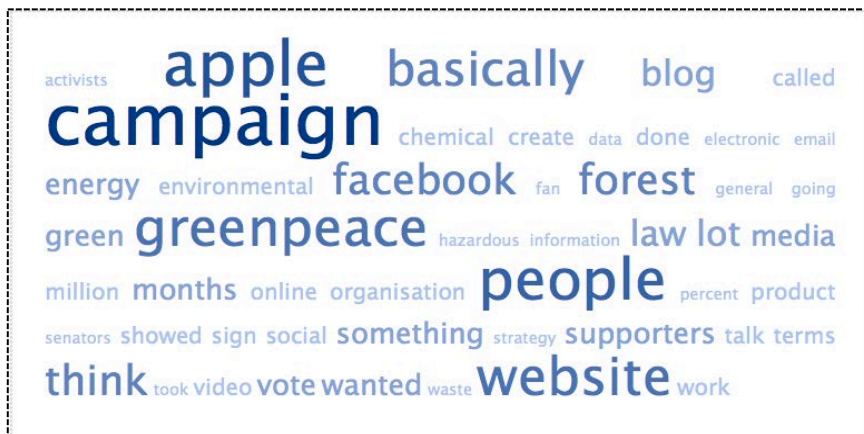 activists apple basically blog called
campaign chemical create data done electronic email
energy environmental facebook fan forest general going
green greenpeace hazardous information law lot media
million months online organisation people percent product
senators showed sign social something strategy supporters talk terms
think took video vote wanted waste website work